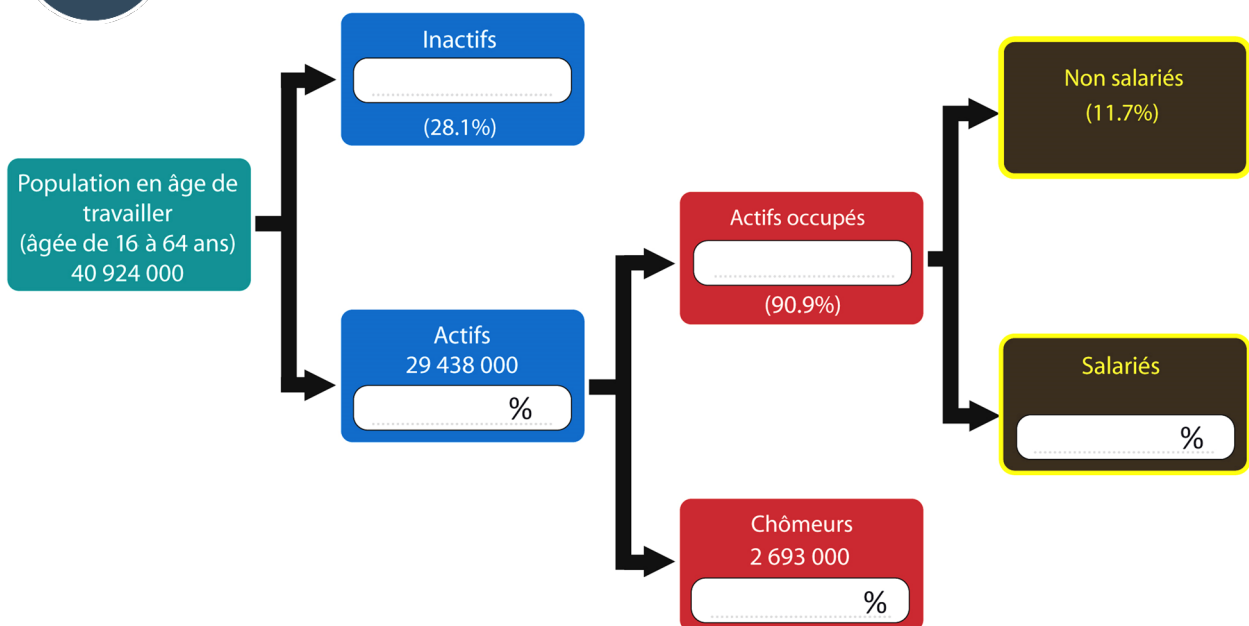 Population en âge de
travailler
(âgée de 16 à 64 ans)
40 924 000
Inactifs
(28.1%)
Actifs
29 438 000
%
Actifs occupés
(90.9%)
Chômeurs
2 693 000
%
Non salariés
(11.7%)
Salariés
%